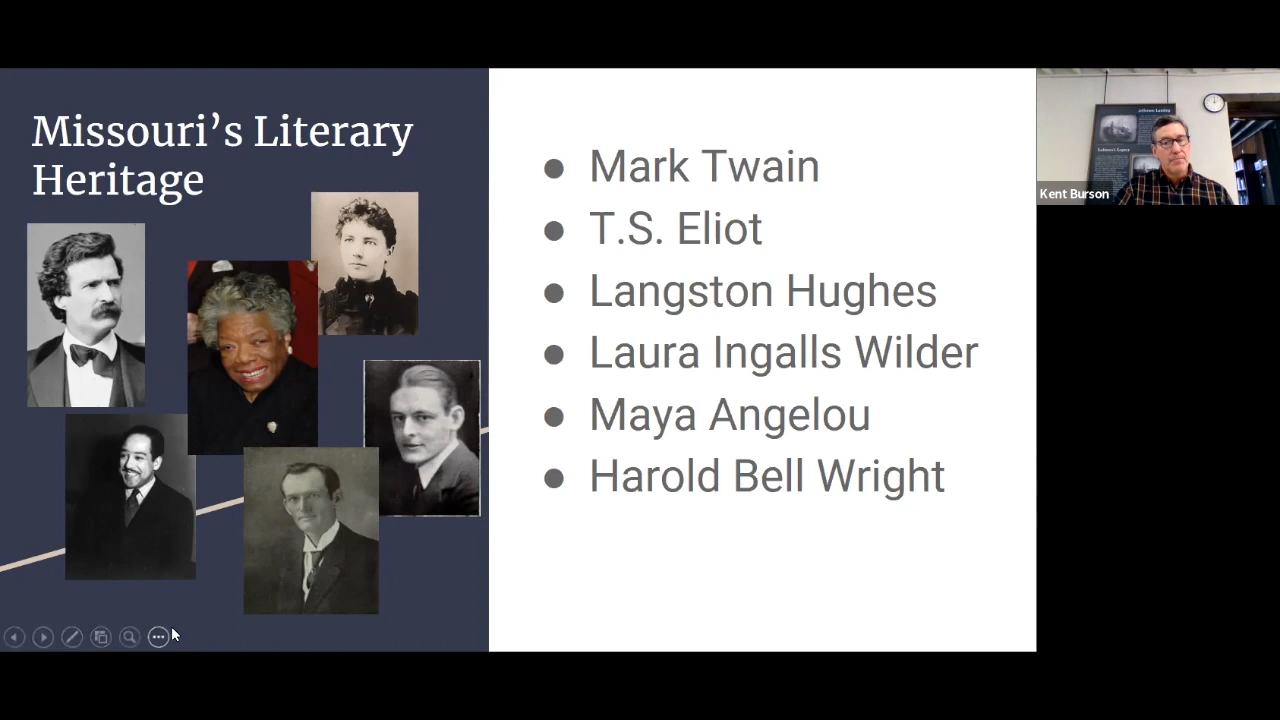 Missouri's Literary
Heritage
● Mark Twain
● T.S. Eliot
● Langston Hughes
● Laura Ingalls Wilder
● Maya Angelou
● Harold Bell Wright
Kent Burson